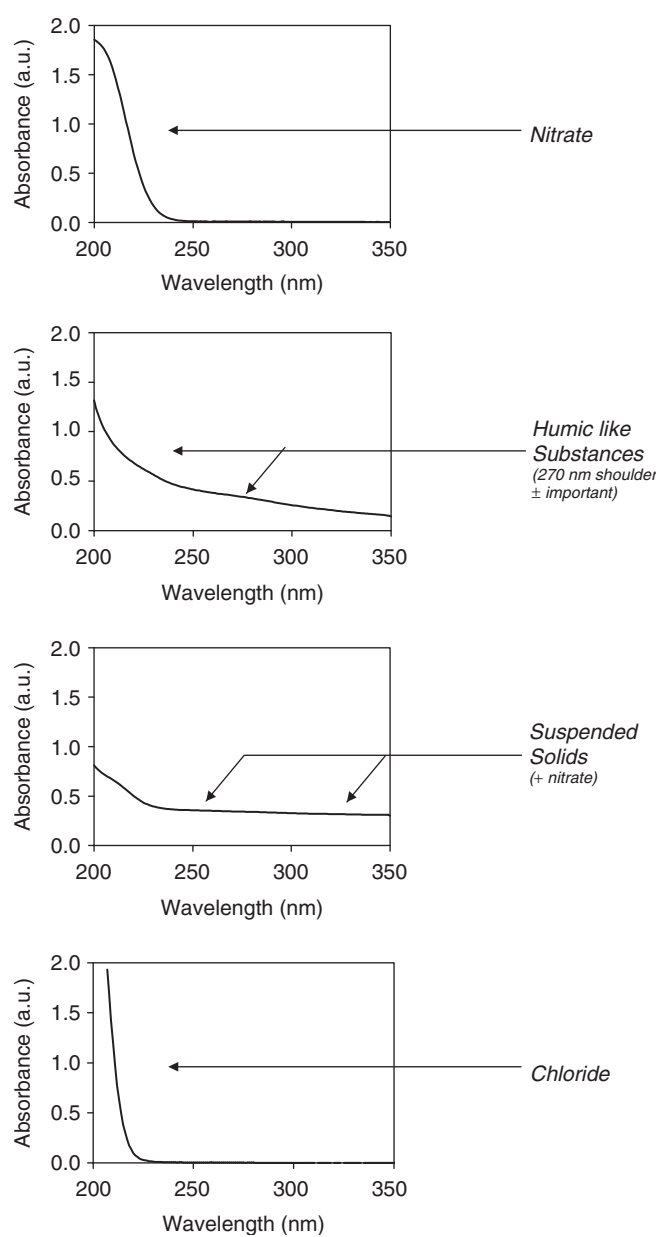 2.0
1.5
1.0
0.5
0.0
200 250 300 350
Wavelength (nm)
Absorbance (a.u.)
Nitrate
2.0
1.5
1.0
0.5
0.0
200 250 300 350
Wavelength (nm)
Absorbance (a.u.)
Humic like
Substances
(270 nm shoulder
± important)
2.0
1.5
1.0
0.5
0.0
200 250 300 350
Wavelength (nm)
Absorbance (a.u.)
Suspended
Solids
(+ nitrate)
2.0
1.5
1.0
0.5
0.0
200 250 300 350
Wavelength (nm)
Absorbance (a.u.)
Chloride